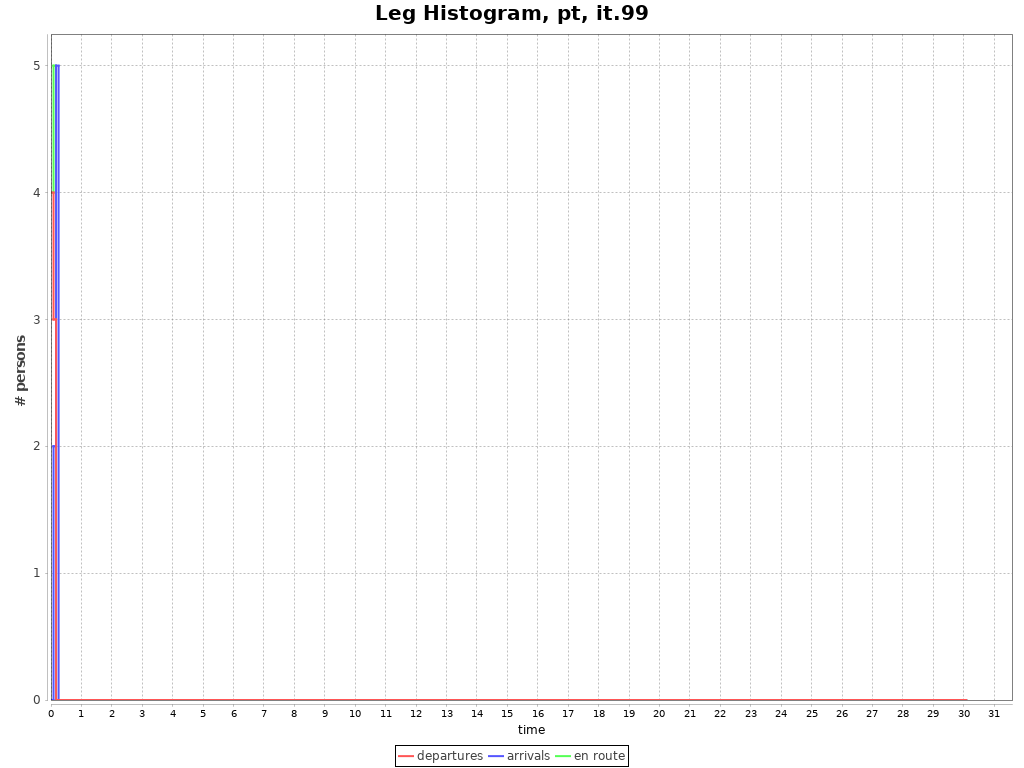 Leg Histogram, pt, it.99
# persons
5
4
3
2
1
0
0 1 2 3 4 5 6 7 8 9 10 11 12 13 14 15 16 17 18 19 20 21 22 23 24 25 26 27 28 29 30 31
time
departures arrivals en route